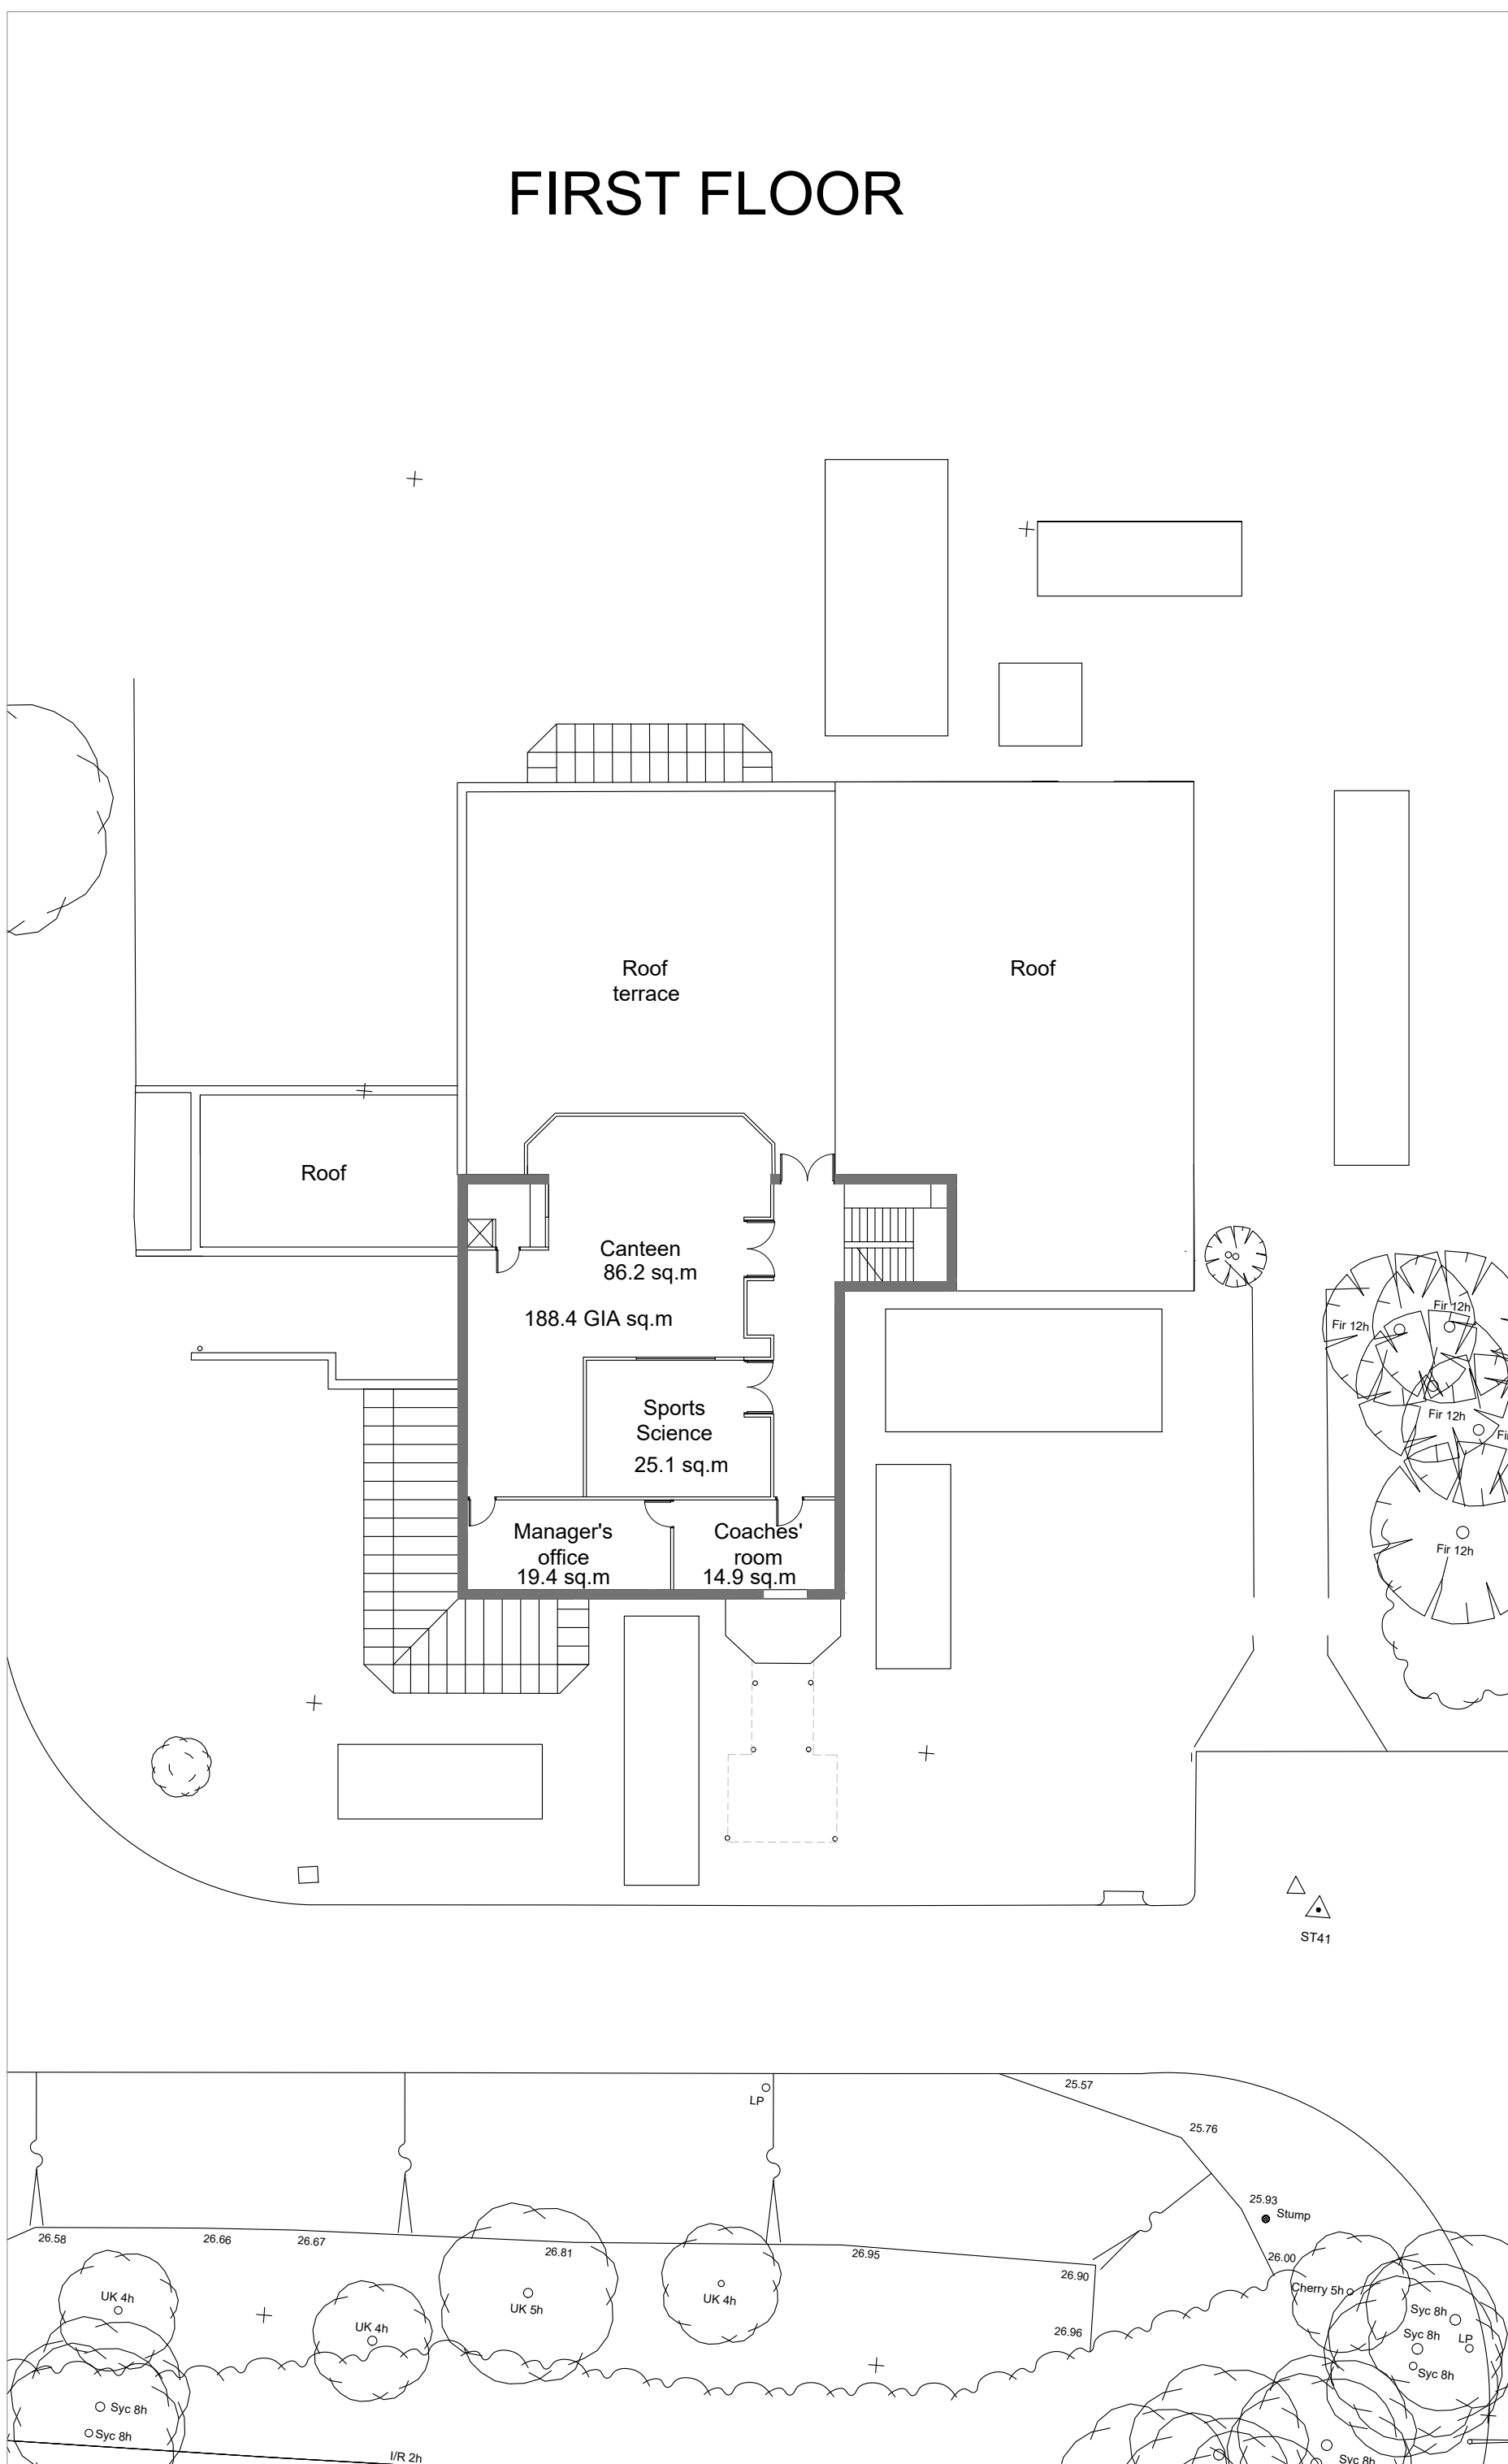 FIRST FLOOR
Roof
terrace
Roof
Roof
Canteen
86.2 sq.m
188.4 GIA sq.m
Sports
Science
25.1 sq.m
Manager's
office
19.4 sq.m
Coaches'
room
14.9 sq.m
Fir 12h
Fir 12h
Fir 12h
Fir 12h
ST41
LP
25.57
25.76
25.93
Stump
26.00
26.58
26.66
26.67
26.81
26.95
26.90
26.96
UK 4h
UK 4h
UK 5h
UK 4h
Cherry 5h
Syc 8h
Syc 8h
LP
Syc 8h
Syc 8h
Syc 8h
I/R 2h
Syc 8h